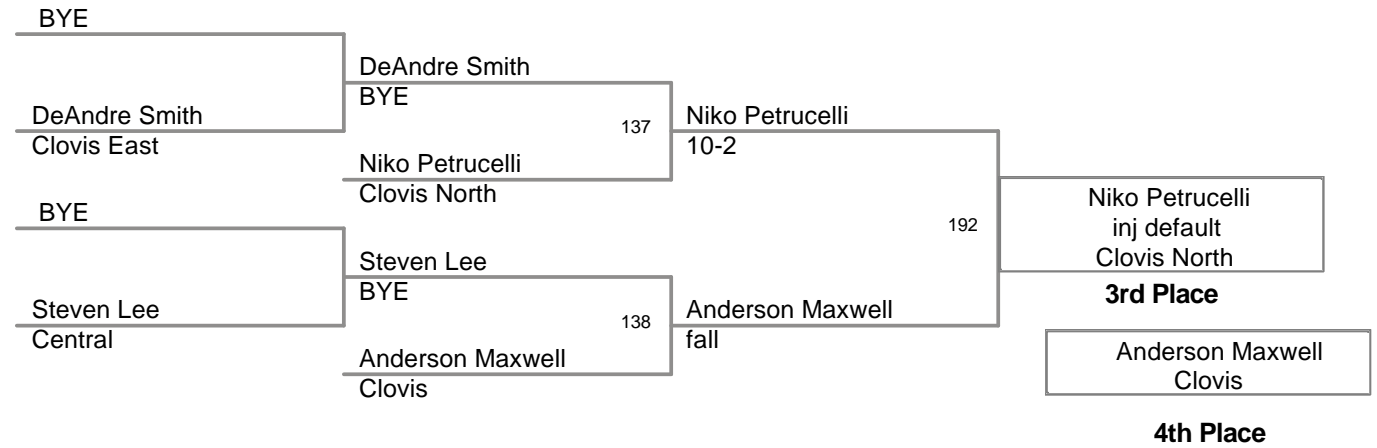 BYE
DeAndre Smith
BYE
DeAndre Smith
Clovis East
137
Niko Petrucelli
10-2
Niko Petrucelli
Clovis North
BYE
192
Niko Petrucelli
inj default
Clovis North
3rd Place
Steven Lee
BYE
Steven Lee
Central
138
Anderson Maxwell
fall
Anderson Maxwell
Clovis
Anderson Maxwell
Clovis
4th Place